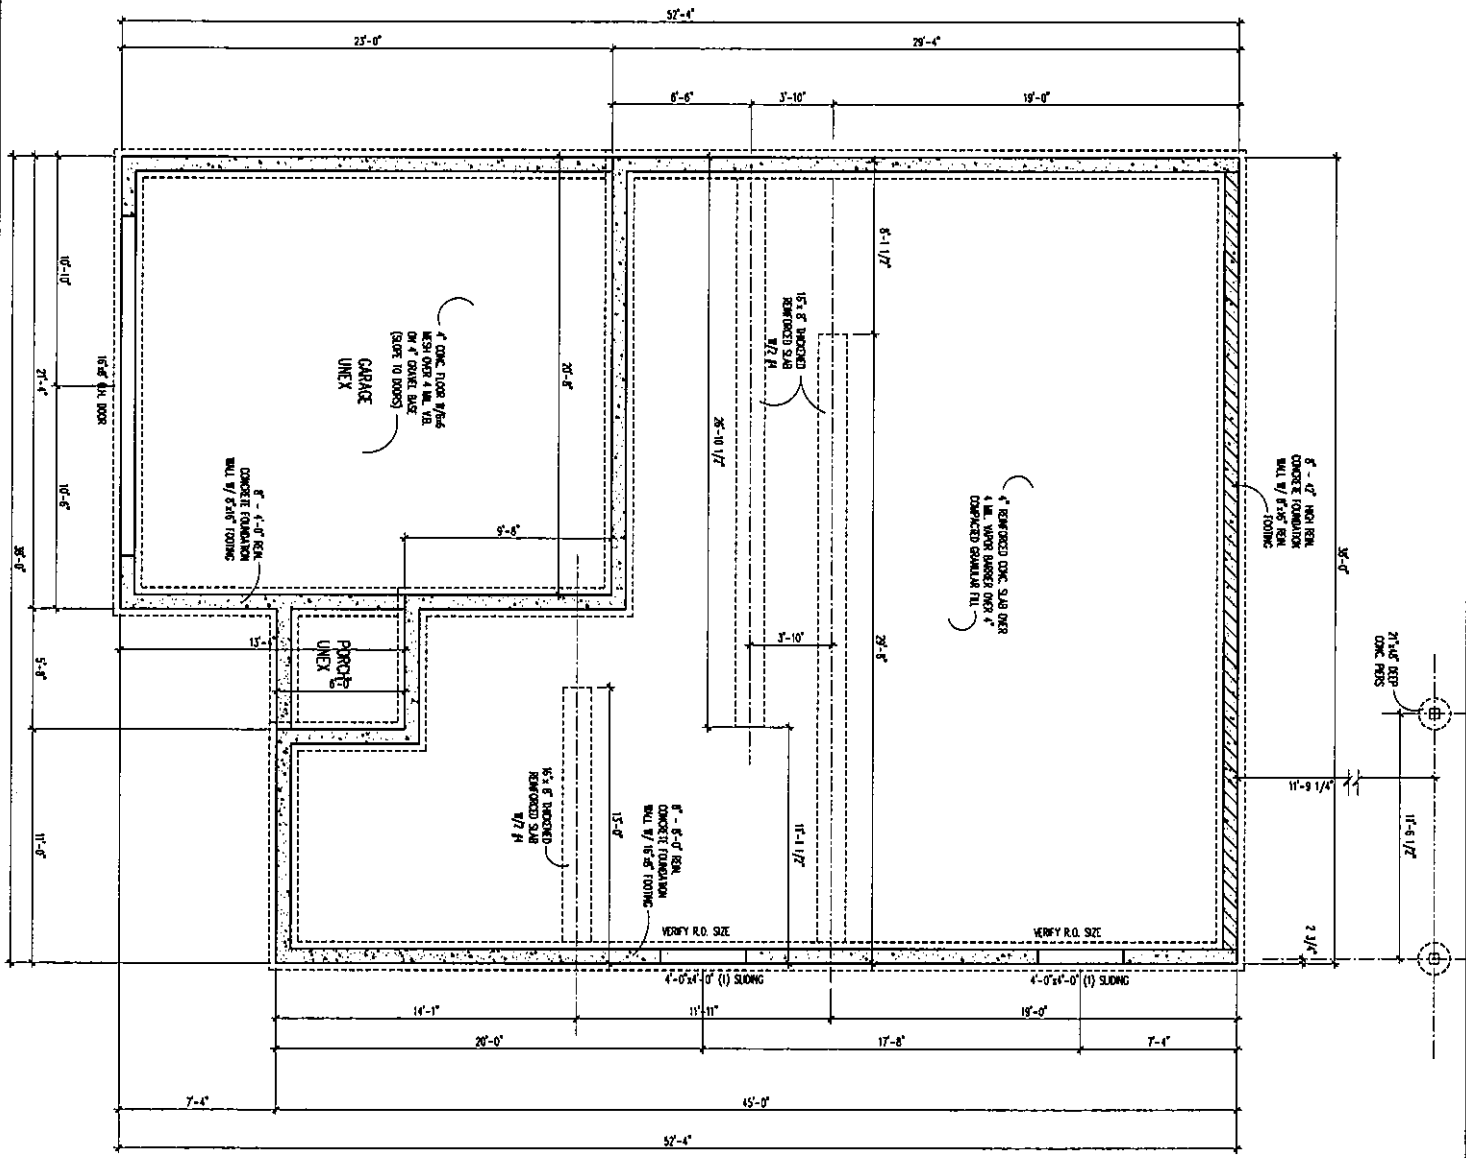 52'-4"
23'-0"
29'-4"
6'-6"
3'-10"
19'-0"
8'-1 1/2"
10'-10"
21'-4"
10'-6"
38'-0"
5'-8"
11'-0"
16'x8' O.H. DOOR
4" CONC. FLOOR W/6x6
MESH OVER 4 MIL V.B.
ON 4" GRAVEL BASE
(SLOPE TO DOORS)
GARAGE
UNEX
20'-8"
16" x 8" THICKENED
REINFORCED SLAB
W/2 #4
26'-10 1/2"
4" REINFORCED CONC. SLAB OVER
4 MIL VAPOR BARRIER OVER 4"
COMPACTED GRANULAR FILL
8" - 42" HIGH REIN.
CONCRETE FOUNDATION
WALL W/ 8"x16" REIN.
FOOTING
38'-0"
8" - 4'-0" REIN.
CONCRETE FOUNDATION
WALL W/ 8"x16" FOOTING
9'-8"
13'-4"
PORCH
UNEX
6'-0"
3'-10"
29'-8"
21"x48" DEEP
CONC. PIERS
11'-9 1/4"
11'-6 1/2"
2 3/4"
16" x 8" THICKENED
REINFORCED SLAB
W/2 #4
12'-0"
11'-1 1/2"
8" - 8'-0" REIN.
CONCRETE FOUNDATION
WALL W/ 16"x8" FOOTING
VERIFY R.O. SIZE
VERIFY R.O. SIZE
4'-0"x4'-0" (1) SLIDING
4'-0"x4'-0" (1) SLIDING
14'-1"
11'-11"
19'-0"
20'-0"
17'-8"
7'-4"
7'-4"
45'-0"
52'-4"